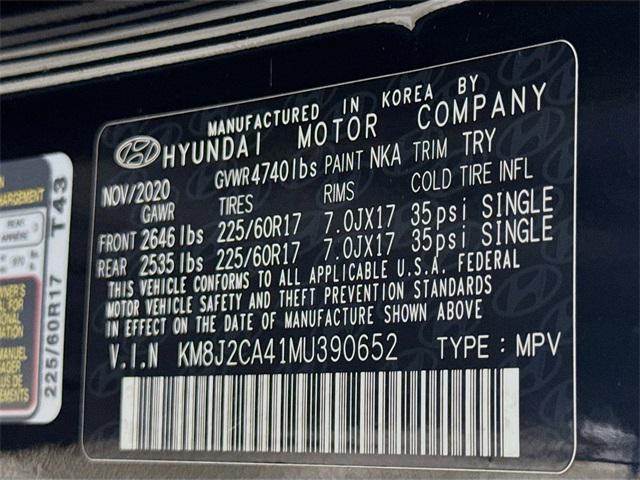 MANUFACTURED IN KOREA BY
HYUNDAI MOTOR COMPANY
NOV/2020 GVWR 4740lbs PAINT NKA TRIM TRY
GAWR TIRES RIMS COLD TIRE INFL
FRONT 2646 lbs 225/60R17 7.0JX17 35psi SINGLE
REAR 2535 lbs 225/60R17 7.0JX17 35psi SINGLE
THIS VEHICLE CONFORMS TO ALL APPLICABLE U.S.A. FEDERAL
MOTOR VEHICLE SAFETY AND THEFT PREVENTION STANDARDS
IN EFFECT ON THE DATE OF MANUFACTURE SHOWN ABOVE
V.I.N KM8J2CA41MU390652 TYPE : MPV
T43
225/60R17
REAR